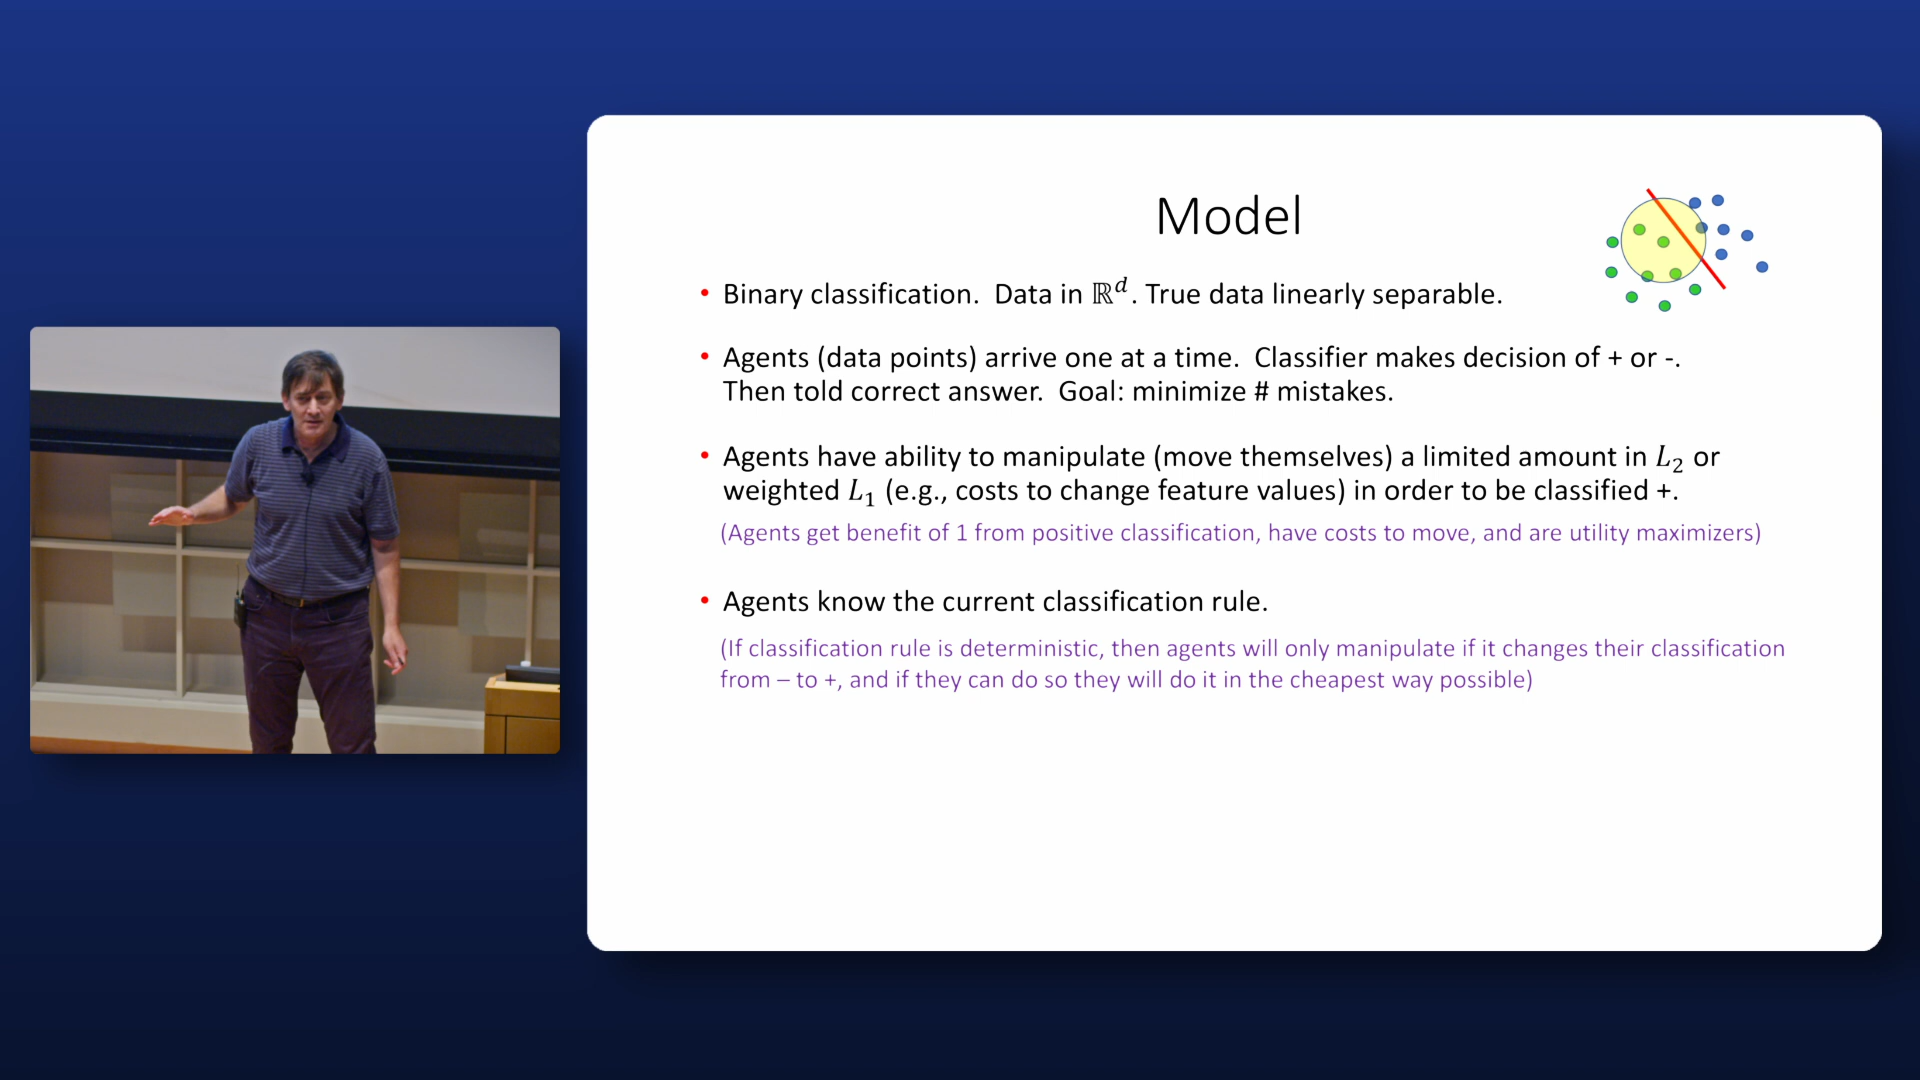 Model
• Binary classification. Data in ℝᵈ. True data linearly separable.
• Agents (data points) arrive one at a time. Classifier makes decision of + or -.
Then told correct answer. Goal: minimize # mistakes.
• Agents have ability to manipulate (move themselves) a limited amount in L₂ or
weighted L₁ (e.g., costs to change feature values) in order to be classified +.
(Agents get benefit of 1 from positive classification, have costs to move, and are utility maximizers)
• Agents know the current classification rule.
(If classification rule is deterministic, then agents will only manipulate if it changes their classification
from – to +, and if they can do so they will do it in the cheapest way possible)